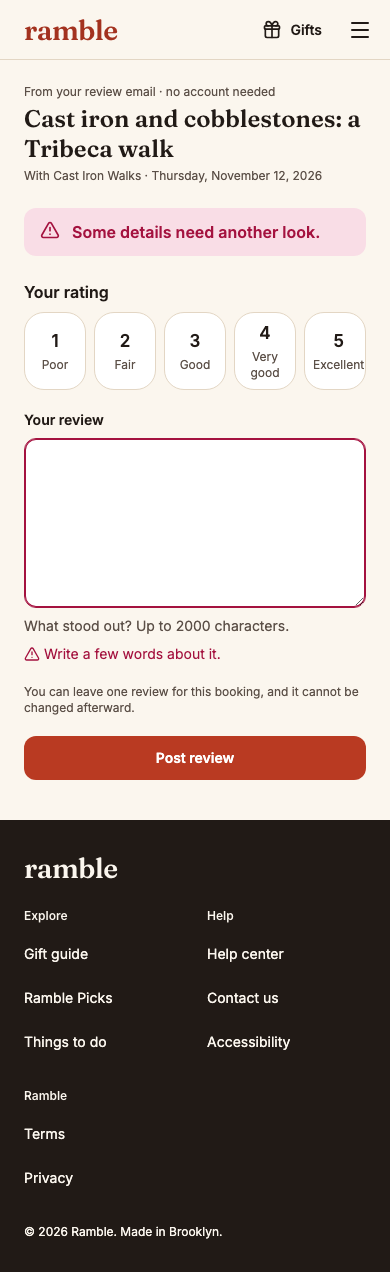 ramble
Gifts
From your review email · no account needed
Cast iron and cobblestones: a
Tribeca walk
With Cast Iron Walks · Thursday, November 12, 2026
Some details need another look.
Your rating
1
Poor
2
Fair
3
Good
4
Very
good
5
Excellent
Your review
What stood out? Up to 2000 characters.
Write a few words about it.
You can leave one review for this booking, and it cannot be
changed afterward.
Post review
ramble
Explore
Gift guide
Ramble Picks
Things to do
Help
Help center
Contact us
Accessibility
Ramble
Terms
Privacy
© 2026 Ramble. Made in Brooklyn.